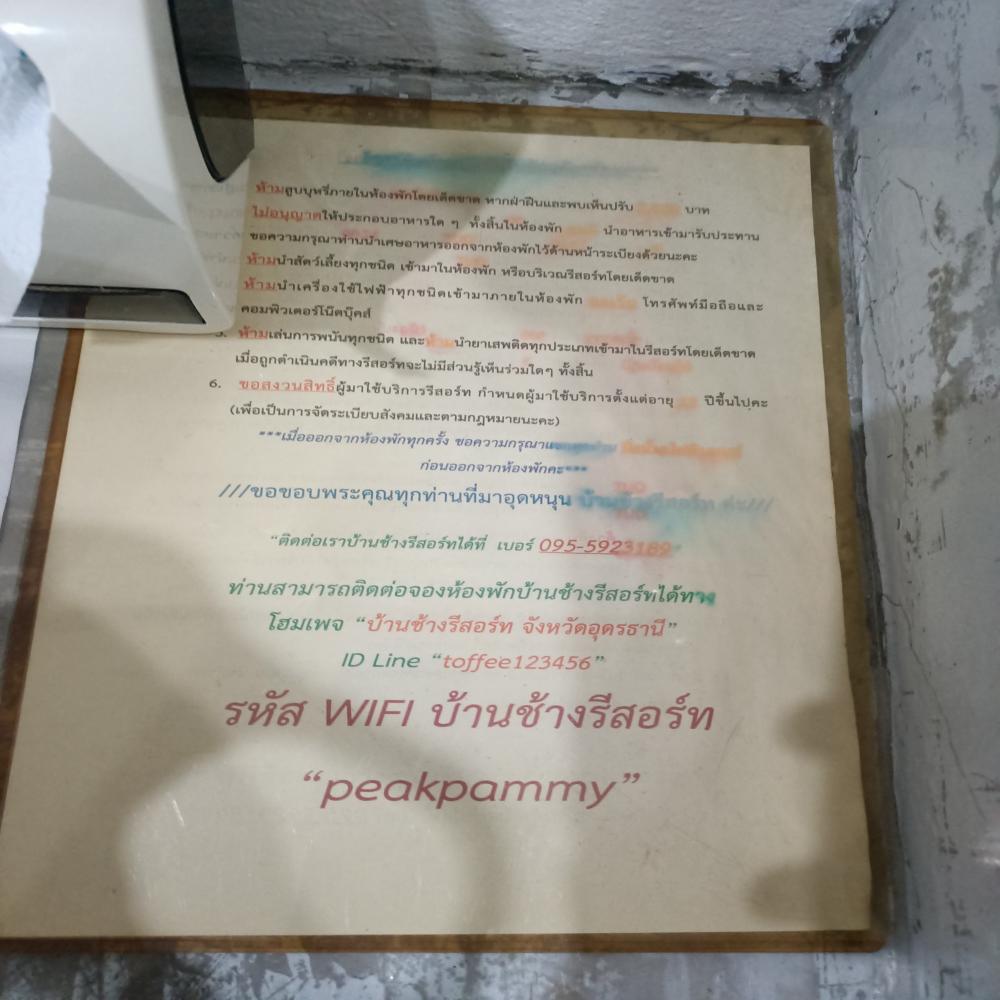 ห้ามสูบบุหรี่ภายในห้องพักโดยเด็ดขาด หากฝ่าฝืนและพบเห็นปรับ บาท
ไม่อนุญาตให้ประกอบอาหารใด ๆ ทั้งสิ้นในห้องพัก นำอาหารเข้ามารับประทาน
ขอความกรุณาท่านนำเศษอาหารออกจากห้องพักไว้ด้านหน้าระเบียงด้วยนะคะ
ห้ามนำสัตว์เลี้ยงทุกชนิด เข้ามาในห้องพัก หรือบริเวณรีสอร์ทโดยเด็ดขาด
ห้ามนำเครื่องใช้ไฟฟ้าทุกชนิดเข้ามาภายในห้องพัก โทรศัพท์มือถือและ
คอมพิวเตอร์โน๊ตบุ๊คส์
5. ห้ามเล่นการพนันทุกชนิด และห้ามนำยาเสพติดทุกประเภทเข้ามาในรีสอร์ทโดยเด็ดขาด
เมื่อถูกดำเนินคดีทางรีสอร์ทจะไม่มีส่วนรู้เห็นร่วมใดๆ ทั้งสิ้น
6. ขอสงวนสิทธิ์ผู้มาใช้บริการรีสอร์ท กำหนดผู้มาใช้บริการตั้งแต่อายุ ปีขึ้นไปคะ
(เพื่อเป็นการจัดระเบียบสังคมและตามกฎหมายนะคะ)
***เมื่อออกจากห้องพักทุกครั้ง ขอความกรุณา
ก่อนออกจากห้องพักคะ***
///ขอขอบพระคุณทุกท่านที่มาอุดหนุน บ้านช้างรีสอร์ท ค่ะ///
"ติดต่อเราบ้านช้างรีสอร์ทได้ที่ เบอร์ 095-5923189"
ท่านสามารถติดต่อจองห้องพักบ้านช้างรีสอร์ทได้ทาง
โฮมเพจ "บ้านช้างรีสอร์ท จังหวัดอุดรธานี"
ID Line "toffee123456"
รหัส WIFI บ้านช้างรีสอร์ท
"peakpammy"